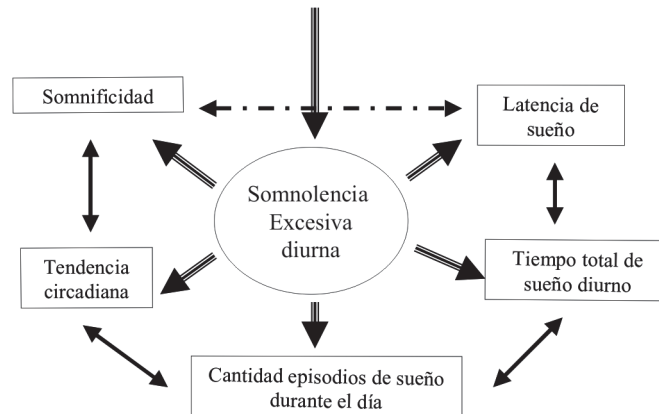 Somnificidad
Latencia de
sueño
Somnolencia
Excesiva
diurna
Tendencia
circadiana
Tiempo total de
sueño diurno
Cantidad episodios de sueño
durante el día